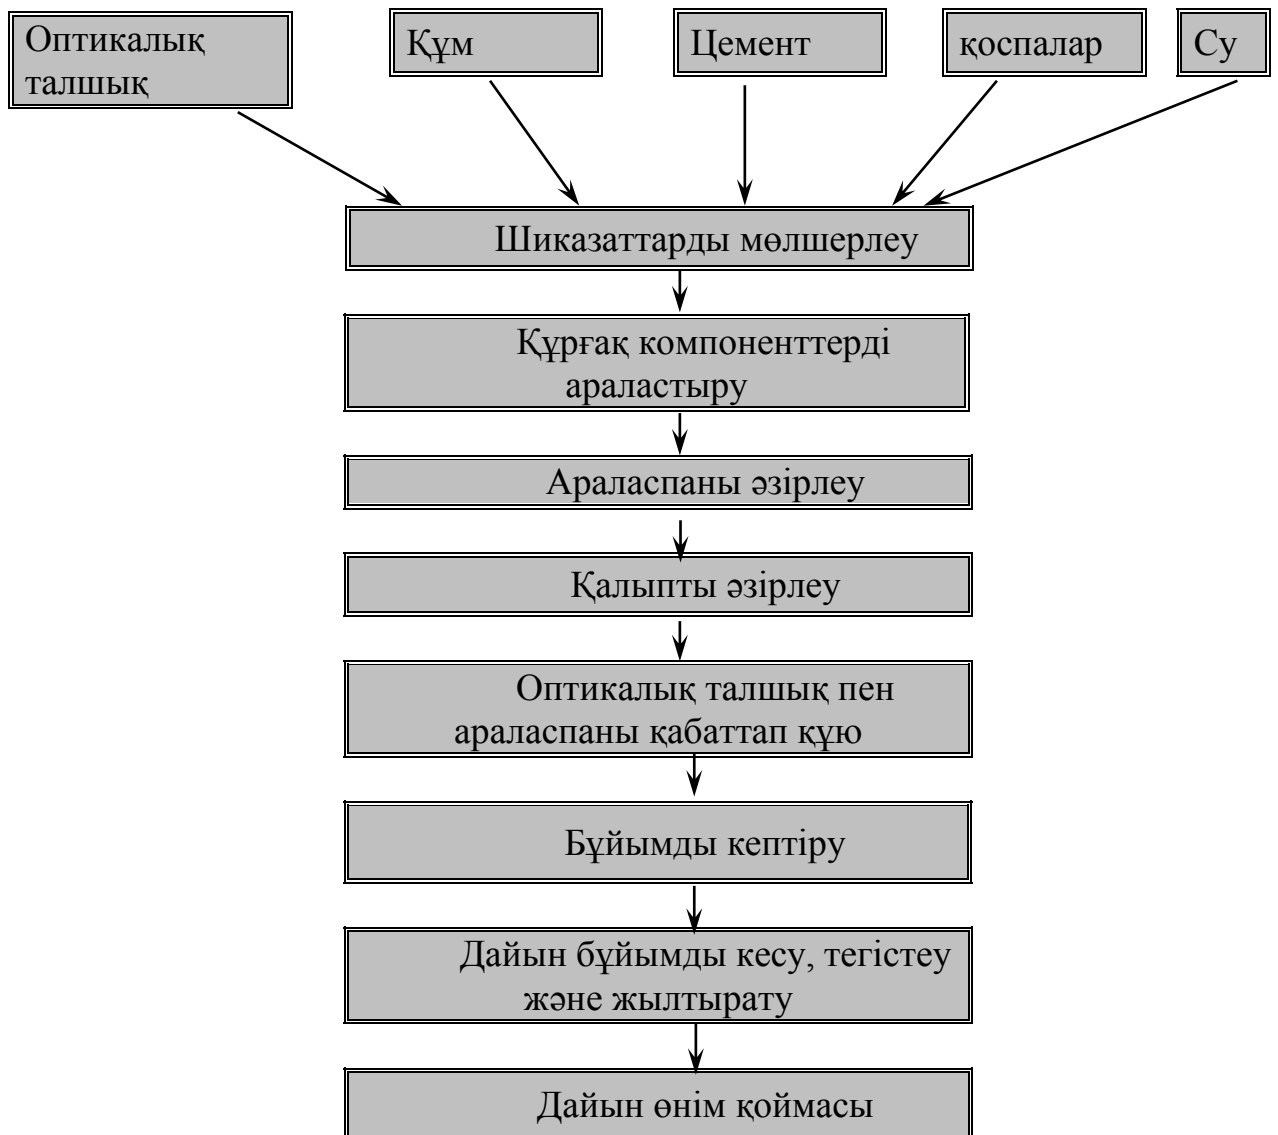 Оптикалық
талшық
Құм
Цемент
қоспалар
Су
Шиказаттарды мөлшерлеу
Құрғақ компоненттерді
араластыру
Араласпаны әзірлеу
Қалыпты әзірлеу
Оптикалық талшық пен
араласпаны қабаттап құю
Бұйымды кептіру
Дайын бұйымды кесу, тегістеу
және жылтырату
Дайын өнім қоймасы